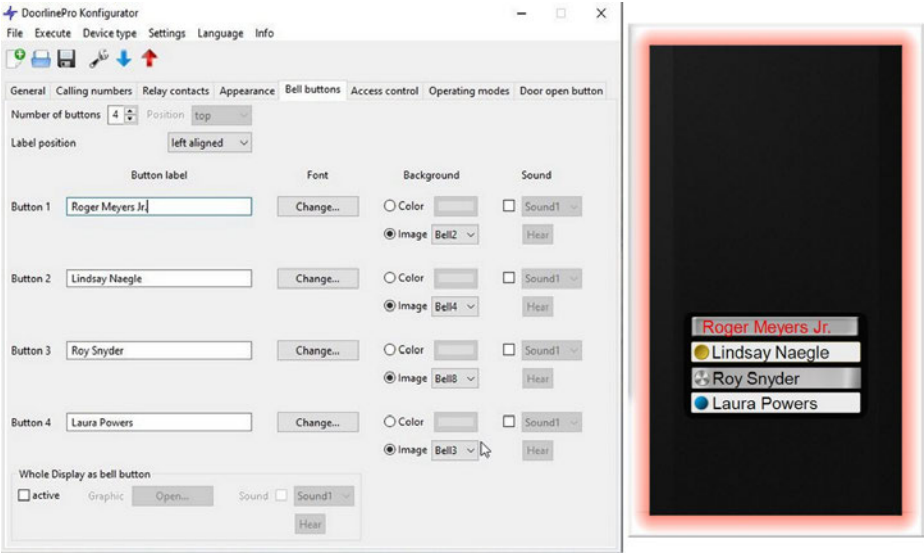 DoorlinePro Konfigurator
File Execute Device type Settings Language Info
General Calling numbers Relay contacts Appearance Bell buttons Access control Operating modes Door open button
Number of buttons 4 Position top
Label position left aligned
Button label Font Background Sound
Button 1 Roger Meyers Jr. Change... Color Sound1
Image Bell2 Hear
Button 2 Lindsay Naegle Change... Color Sound1
Image Bell4 Hear
Button 3 Roy Snyder Change... Color Sound1
Image Bell8 Hear
Button 4 Laura Powers Change... Color Sound1
Image Bell3 Hear
Whole Display as bell button
active Graphic Open... Sound Sound1
Hear
Roger Meyers Jr.
Lindsay Naegle
Roy Snyder
Laura Powers